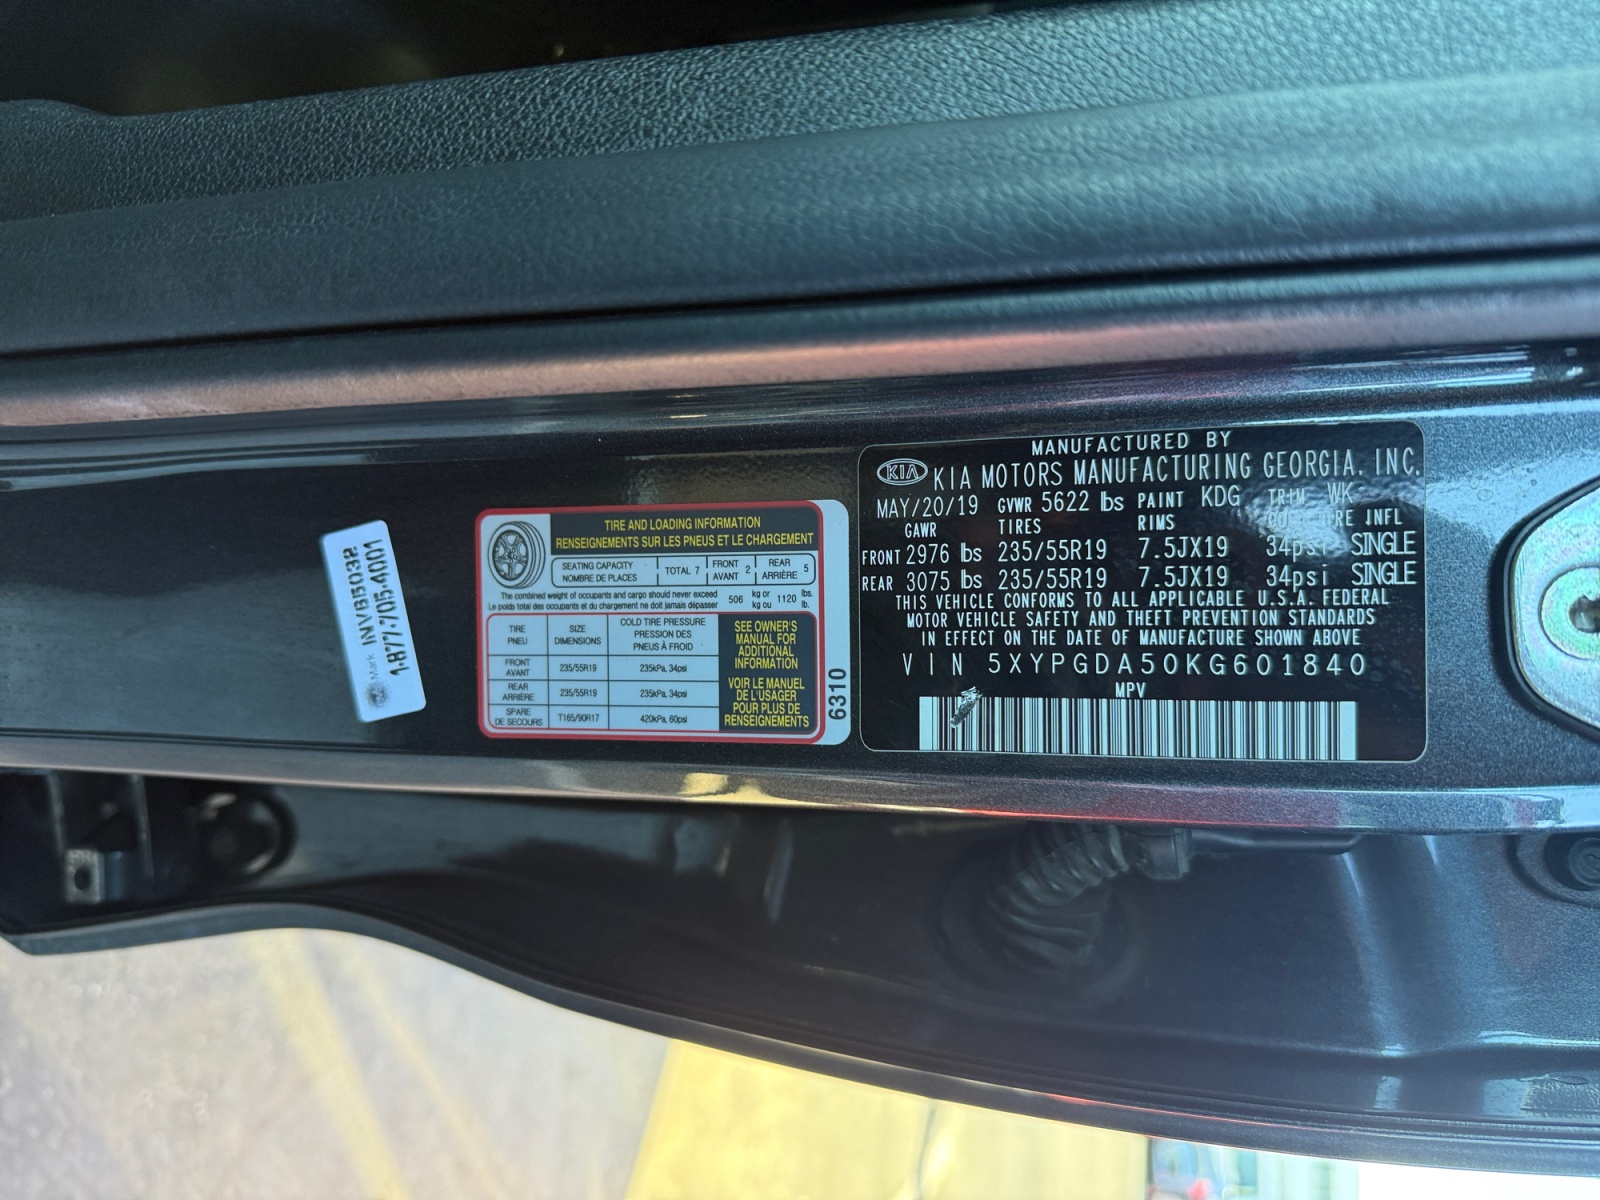 Mark INV615032
1-877-705-4001
TIRE AND LOADING INFORMATION
RENSEIGNEMENTS SUR LES PNEUS ET LE CHARGEMENT
SEATING CAPACITY
NOMBRE DE PLACES
TOTAL 7
FRONT
AVANT 2
REAR
ARRIÈRE 5
The combined weight of occupants and cargo should never exceed 506 kg or 1120 lbs.
Le poids total des occupants et du chargement ne doit jamais dépasser kg ou lb.
TIRE
PNEU
SIZE
DIMENSIONS
COLD TIRE PRESSURE
PRESSION DES
PNEUS À FROID
FRONT
AVANT
235/55R19
235kPa, 34psi
REAR
ARRIÈRE
235/55R19
235kPa, 34psi
SPARE
DE SECOURS
T165/90R17
420kPa, 60psi
SEE OWNER'S
MANUAL FOR
ADDITIONAL
INFORMATION
VOIR LE MANUEL
DE L'USAGER
POUR PLUS DE
RENSEIGNEMENTS
6310
MANUFACTURED BY
KIA KIA MOTORS MANUFACTURING GEORGIA, INC.
MAY/20/19 GVWR 5622 lbs PAINT KDG TRIM WK
GAWR TIRES RIMS COLD TIRE INFL
FRONT 2976 lbs 235/55R19 7.5JX19 34psi SINGLE
REAR 3075 lbs 235/55R19 7.5JX19 34psi SINGLE
THIS VEHICLE CONFORMS TO ALL APPLICABLE U.S.A. FEDERAL
MOTOR VEHICLE SAFETY AND THEFT PREVENTION STANDARDS
IN EFFECT ON THE DATE OF MANUFACTURE SHOWN ABOVE
VIN 5XYPGDA50KG601840
MPV